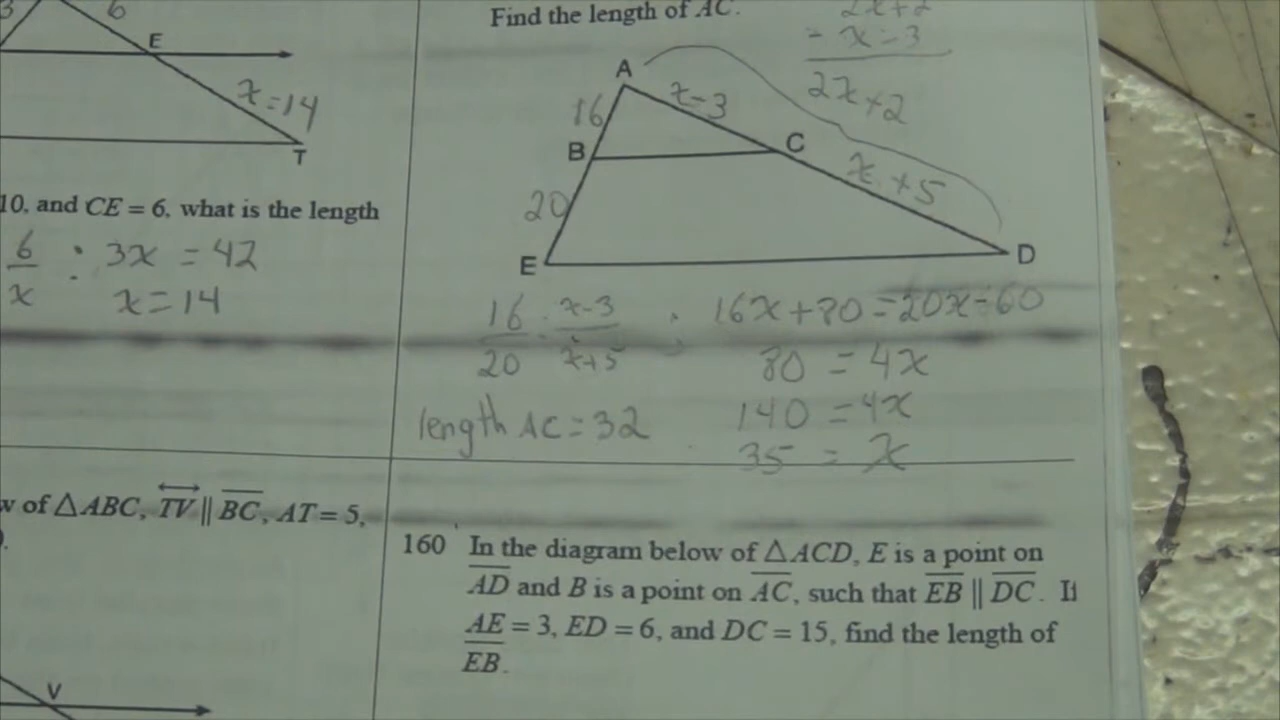 3
6
E
x=14
T
10, and CE = 6, what is the length
6/x : 3x = 42
x = 14
w of △ABC, TV ∥ BC, AT = 5,
V
Find the length of AC.
2x+2
- x-3
2x+2
A
16
x-3
B
C
20
x+5
E
D
16/20 : x-3/x+5 : 16x+80=20x-60
80 = 4x
length AC = 32
140 = 4x
35 = x
160 In the diagram below of △ACD, E is a point on
AD and B is a point on AC, such that EB ∥ DC. If
AE = 3, ED = 6, and DC = 15, find the length of
EB.